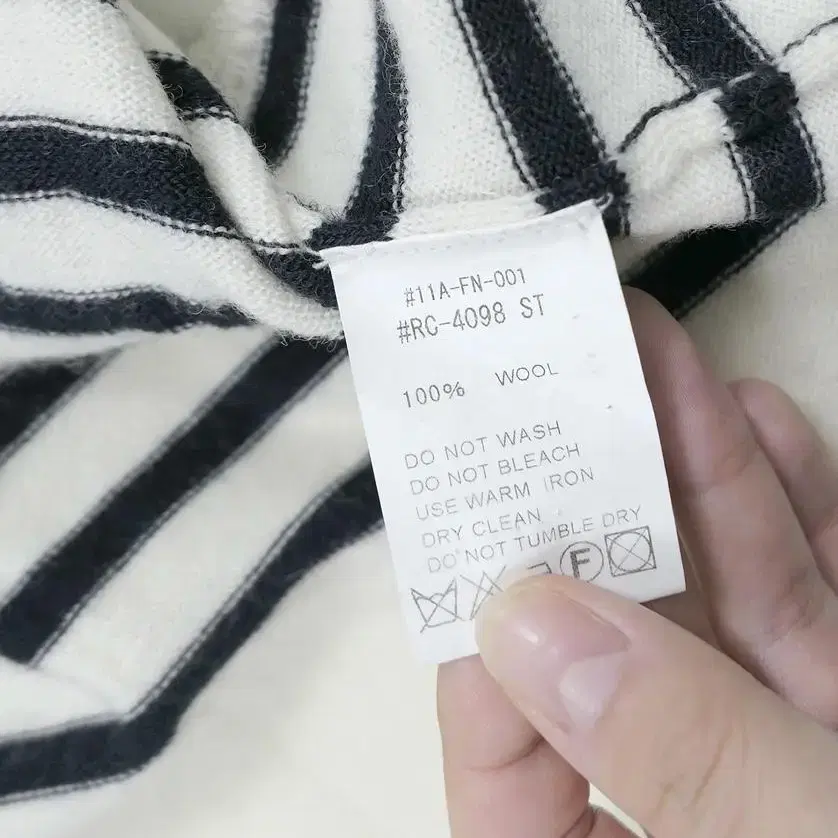 #11A-FN-001
#RC-4098 ST
100% WOOL
DO NOT WASH
DO NOT BLEACH
USE WARM IRON
DRY CLEAN
DO NOT TUMBLE DRY
F